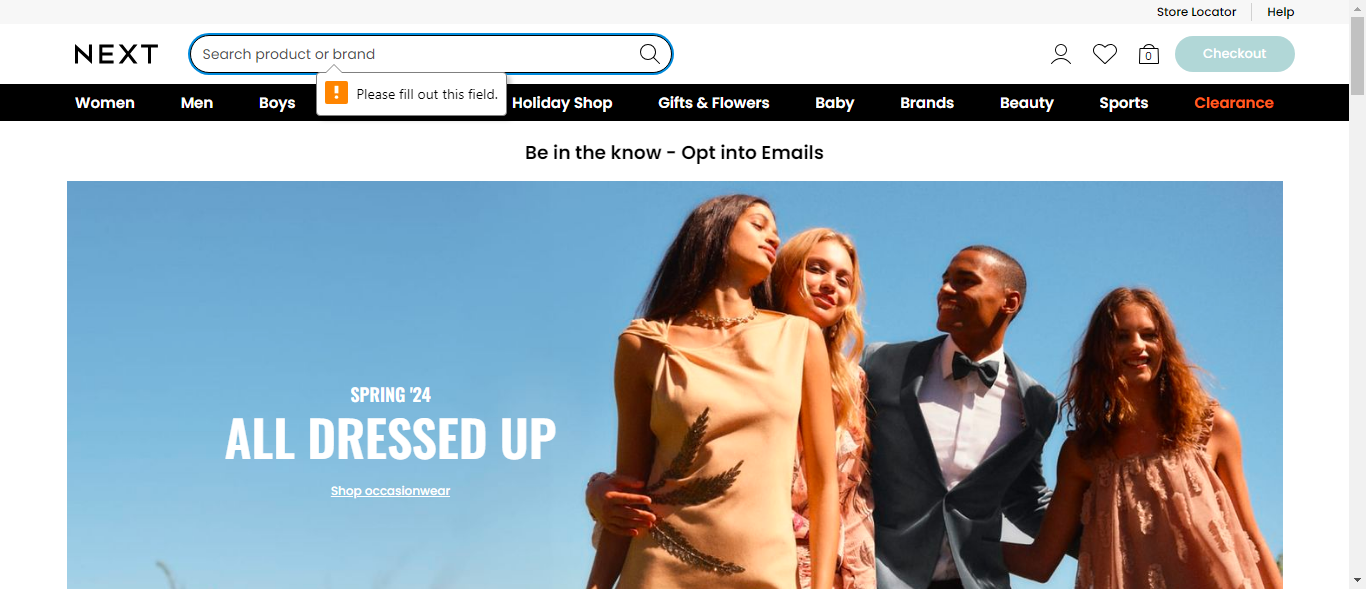 Store Locator Help
NEXT Search product or brand 0 Checkout
! Please fill out this field.
Women Men Boys Holiday Shop Gifts & Flowers Baby Brands Beauty Sports Clearance
Be in the know - Opt into Emails
SPRING '24
ALL DRESSED UP
Shop occasionwear